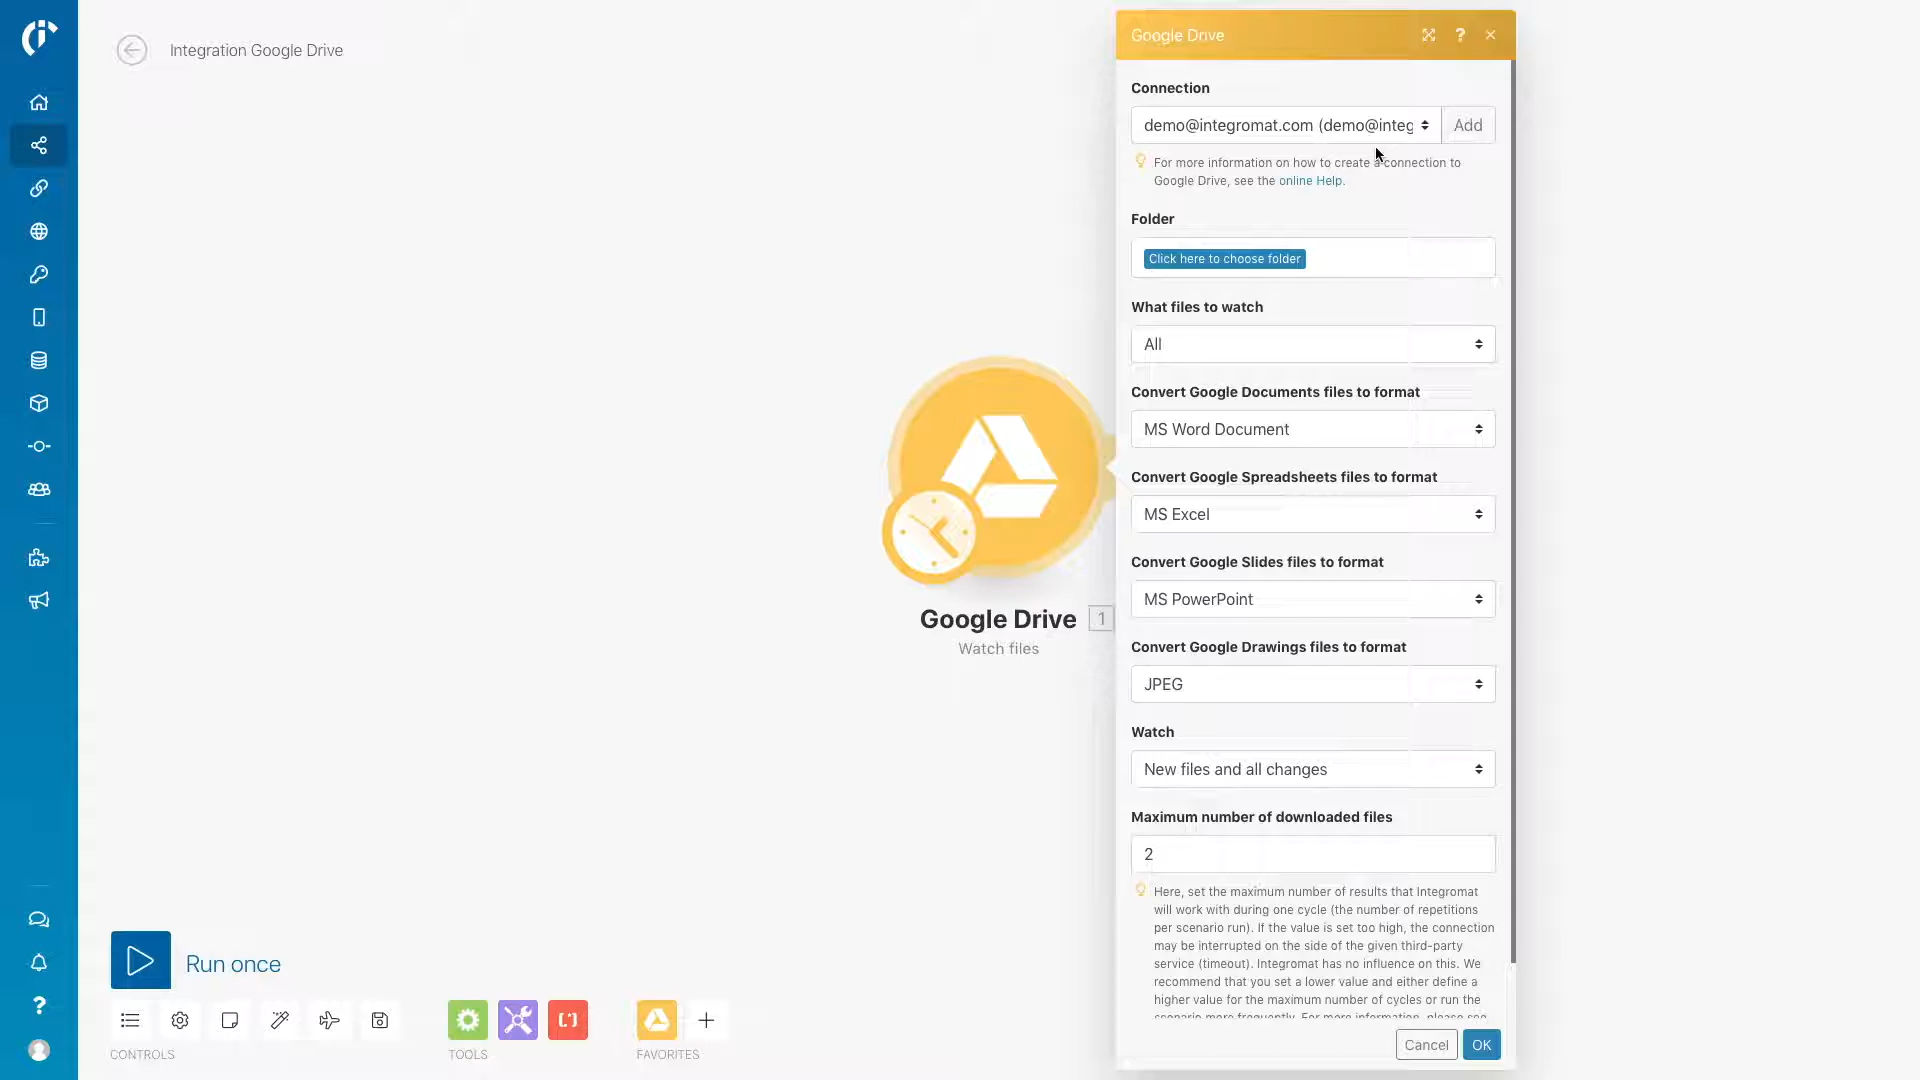 Integration Google Drive
Google Drive
1
Watch files
Run once
CONTROLS
TOOLS
FAVORITES
Google Drive
?
Connection
demo@integromat.com (demo@integ
Add
For more information on how to create a connection to
Google Drive, see the online Help.
Folder
Click here to choose folder
What files to watch
All
Convert Google Documents files to format
MS Word Document
Convert Google Spreadsheets files to format
MS Excel
Convert Google Slides files to format
MS PowerPoint
Convert Google Drawings files to format
JPEG
Watch
New files and all changes
Maximum number of downloaded files
2
Here, set the maximum number of results that Integromat
will work with during one cycle (the number of repetitions
per scenario run). If the value is set too high, the connection
may be interrupted on the side of the given third-party
service (timeout). Integromat has no influence on this. We
recommend that you set a lower value and either define a
higher value for the maximum number of cycles or run the
scenario more frequently. For more information, please see
Cancel
OK